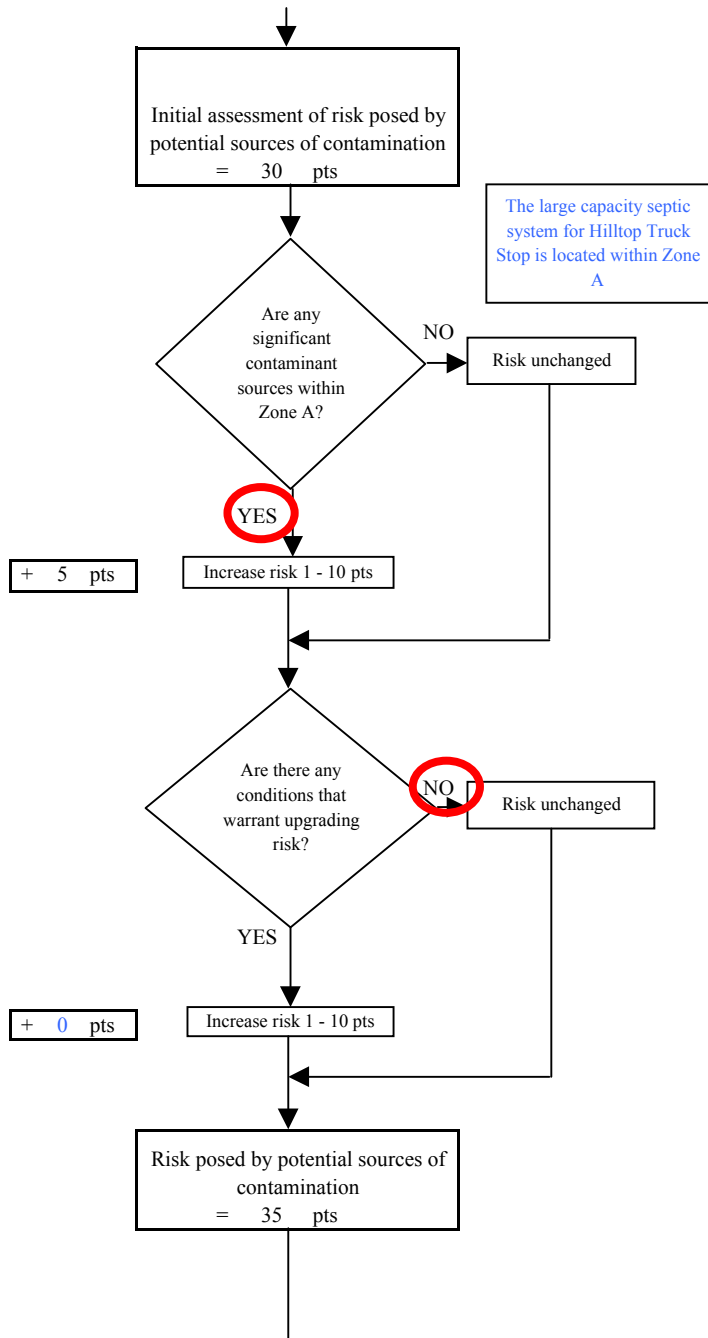 Initial assessment of risk posed by
potential sources of contamination
= 30 pts
The large capacity septic
system for Hilltop Truck
Stop is located within Zone
A
Are any
significant
contaminant
sources within
Zone A?
NO
Risk unchanged
YES
+ 5 pts
Increase risk 1 - 10 pts
Are there any
conditions that
warrant upgrading
risk?
NO
Risk unchanged
YES
+ 0 pts
Increase risk 1 - 10 pts
Risk posed by potential sources of
contamination
= 35 pts